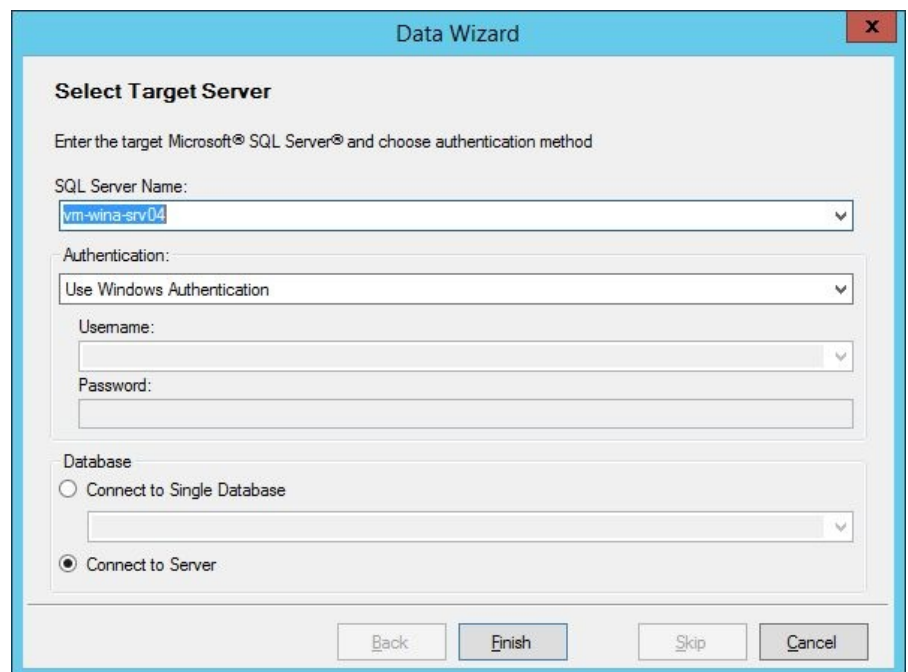 Data Wizard
x
Select Target Server
Enter the target Microsoft® SQL Server® and choose authentication method
SQL Server Name:
vm-wina-srv04
Authentication:
Use Windows Authentication
Username:
Password:
Database
Connect to Single Database
Connect to Server
Back Finish Skip Cancel